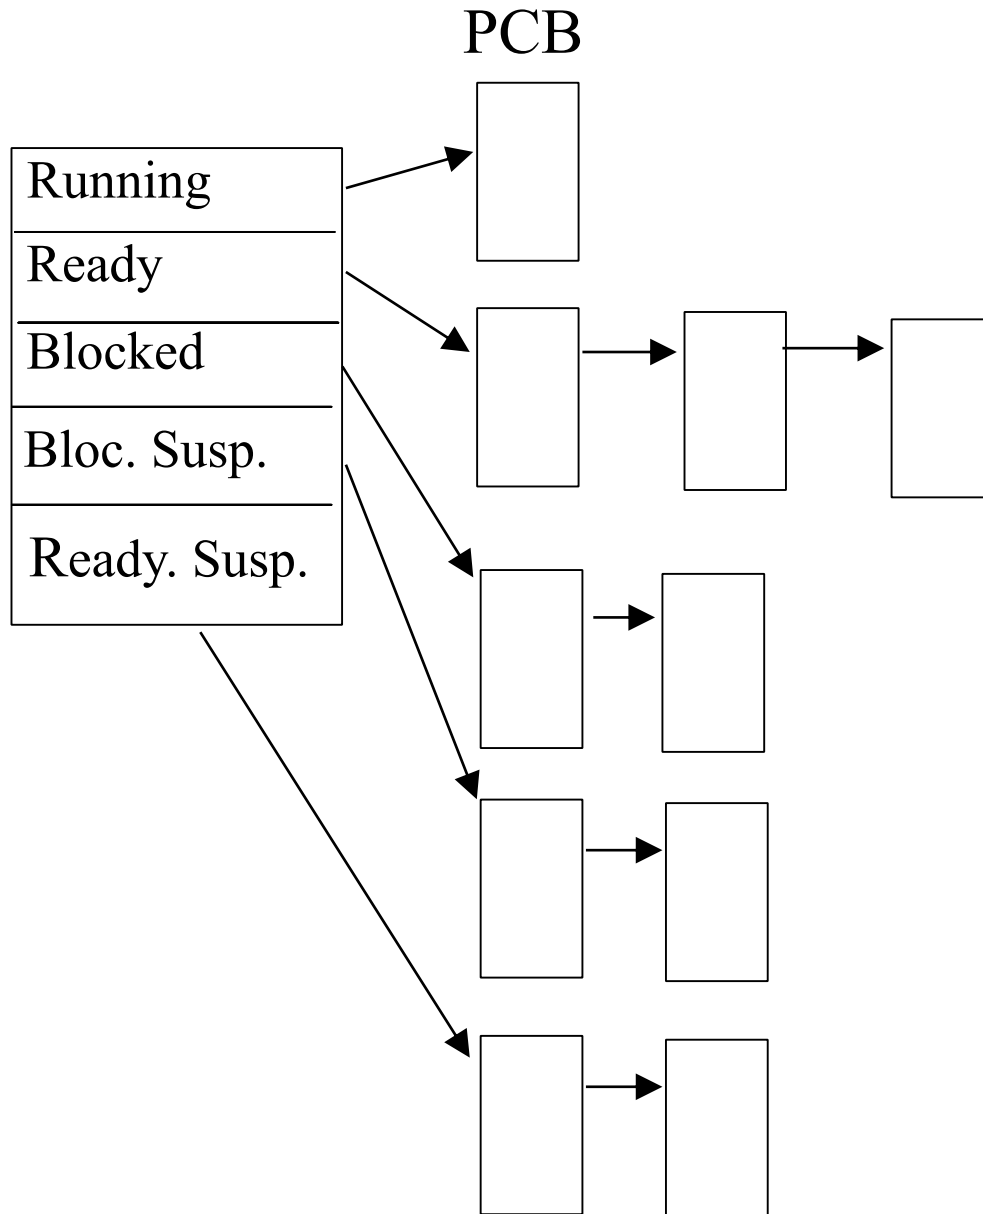 PCB
Running
Ready
Blocked
Bloc. Susp.
Ready. Susp.